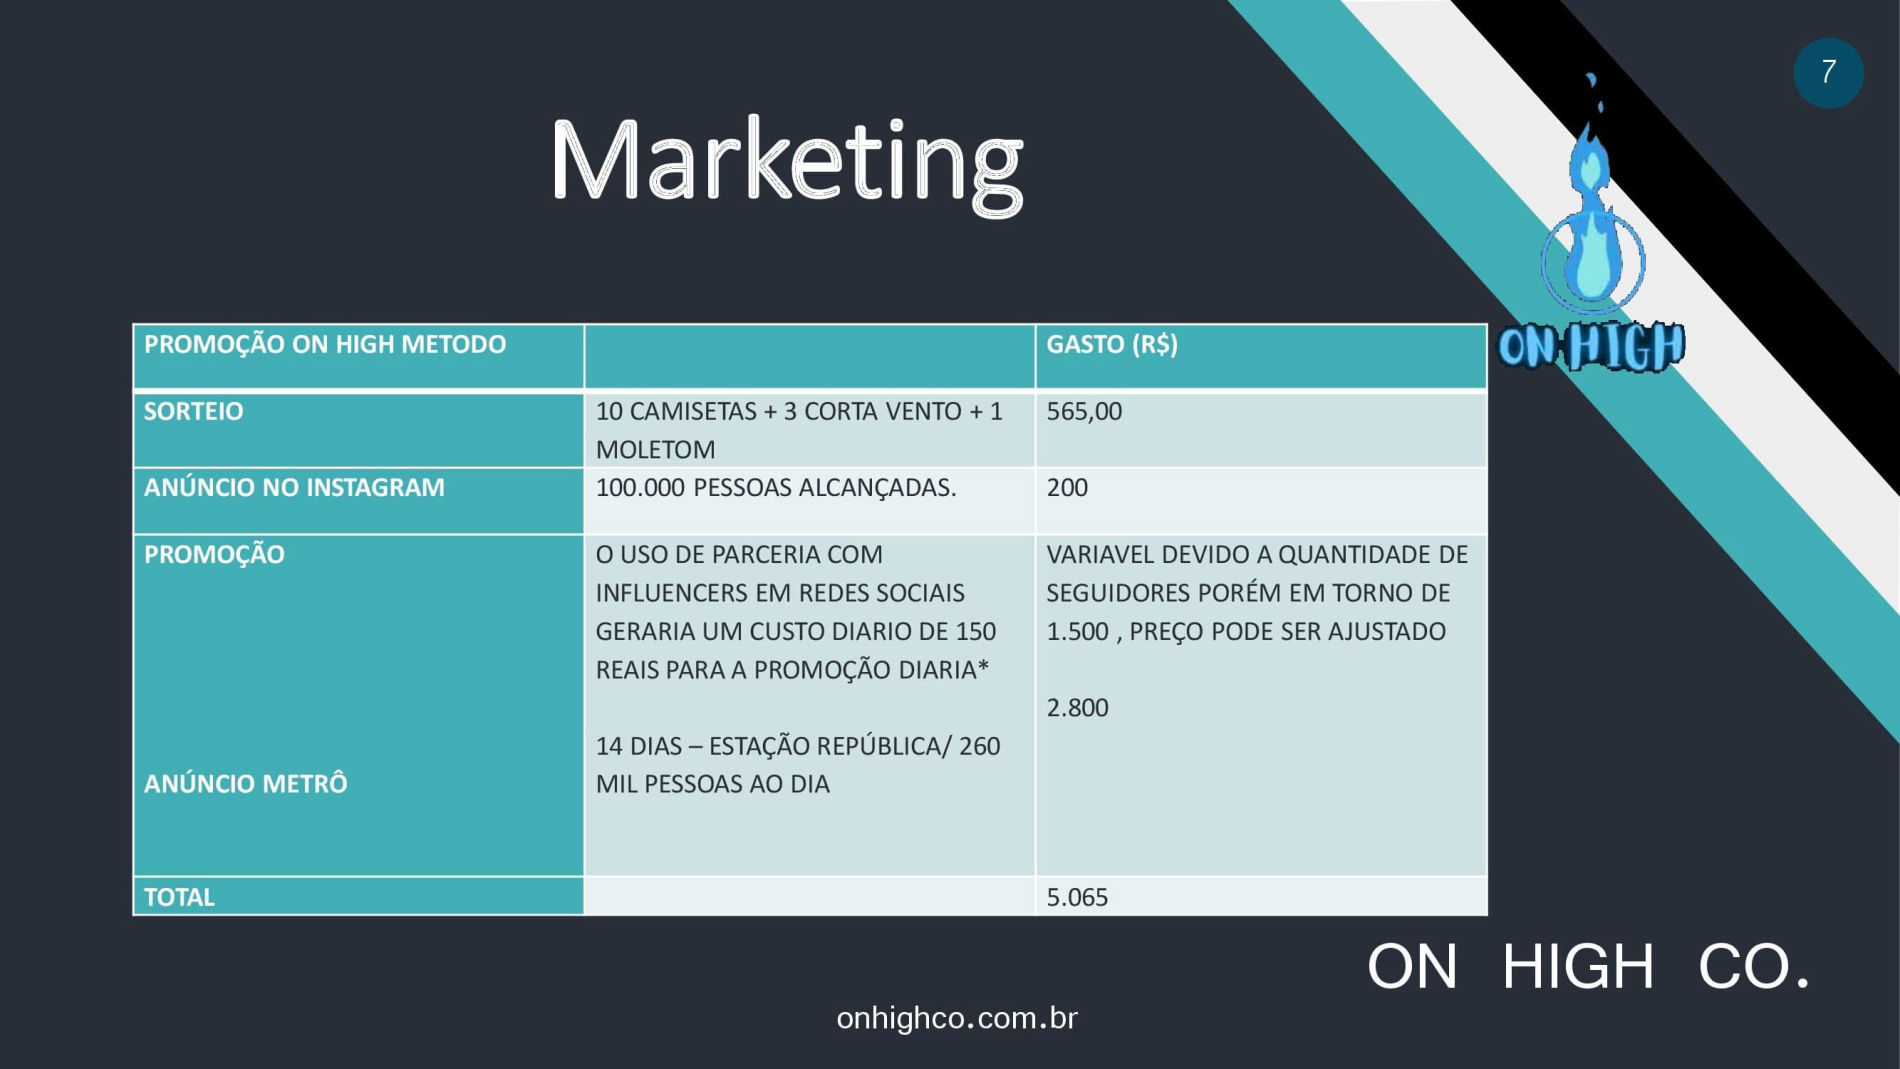 7
Marketing
ON HIGH
PROMOÇÃO ON HIGH METODO
GASTO (R$)
SORTEIO
10 CAMISETAS + 3 CORTA VENTO + 1
MOLETOM
565,00
ANÚNCIO NO INSTAGRAM
100.000 PESSOAS ALCANÇADAS.
200
PROMOÇÃO
O USO DE PARCERIA COM
INFLUENCERS EM REDES SOCIAIS
GERARIA UM CUSTO DIARIO DE 150
REAIS PARA A PROMOÇÃO DIARIA*
VARIAVEL DEVIDO A QUANTIDADE DE
SEGUIDORES PORÉM EM TORNO DE
1.500 , PREÇO PODE SER AJUSTADO
2.800
ANÚNCIO METRÔ
14 DIAS – ESTAÇÃO REPÚBLICA/ 260
MIL PESSOAS AO DIA
TOTAL
5.065
ON HIGH CO.
onhighco.com.br